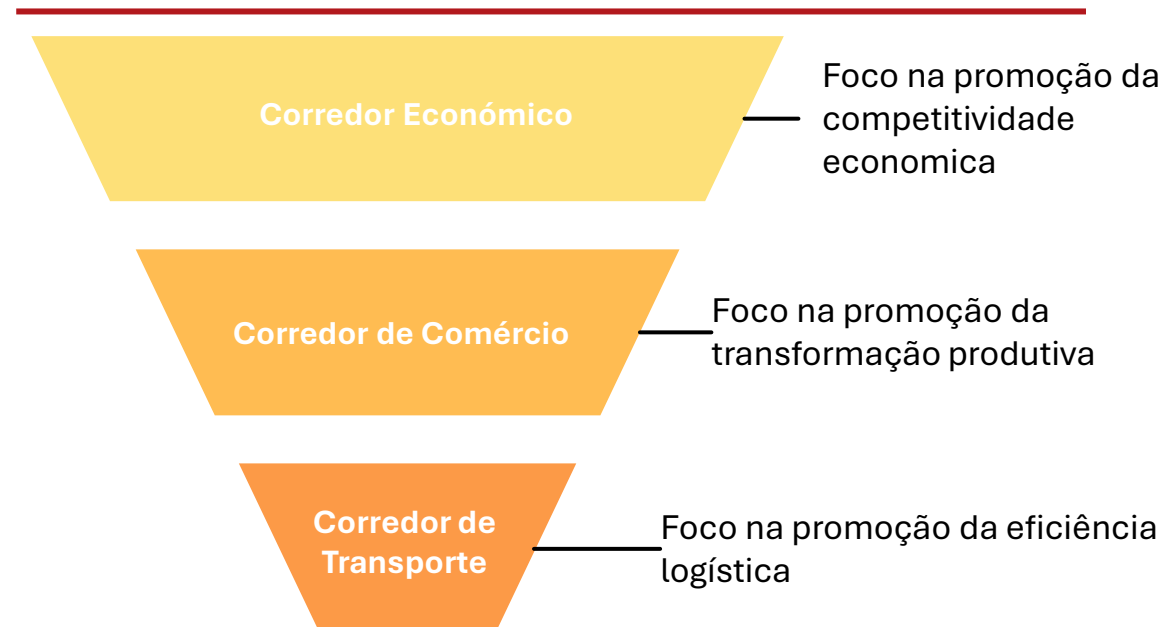 Corredor Económico
Foco na promoção da
competitividade
economica
Corredor de Comércio
Foco na promoção da
transformação produtiva
Corredor de
Transporte
Foco na promoção da eficiência
logística